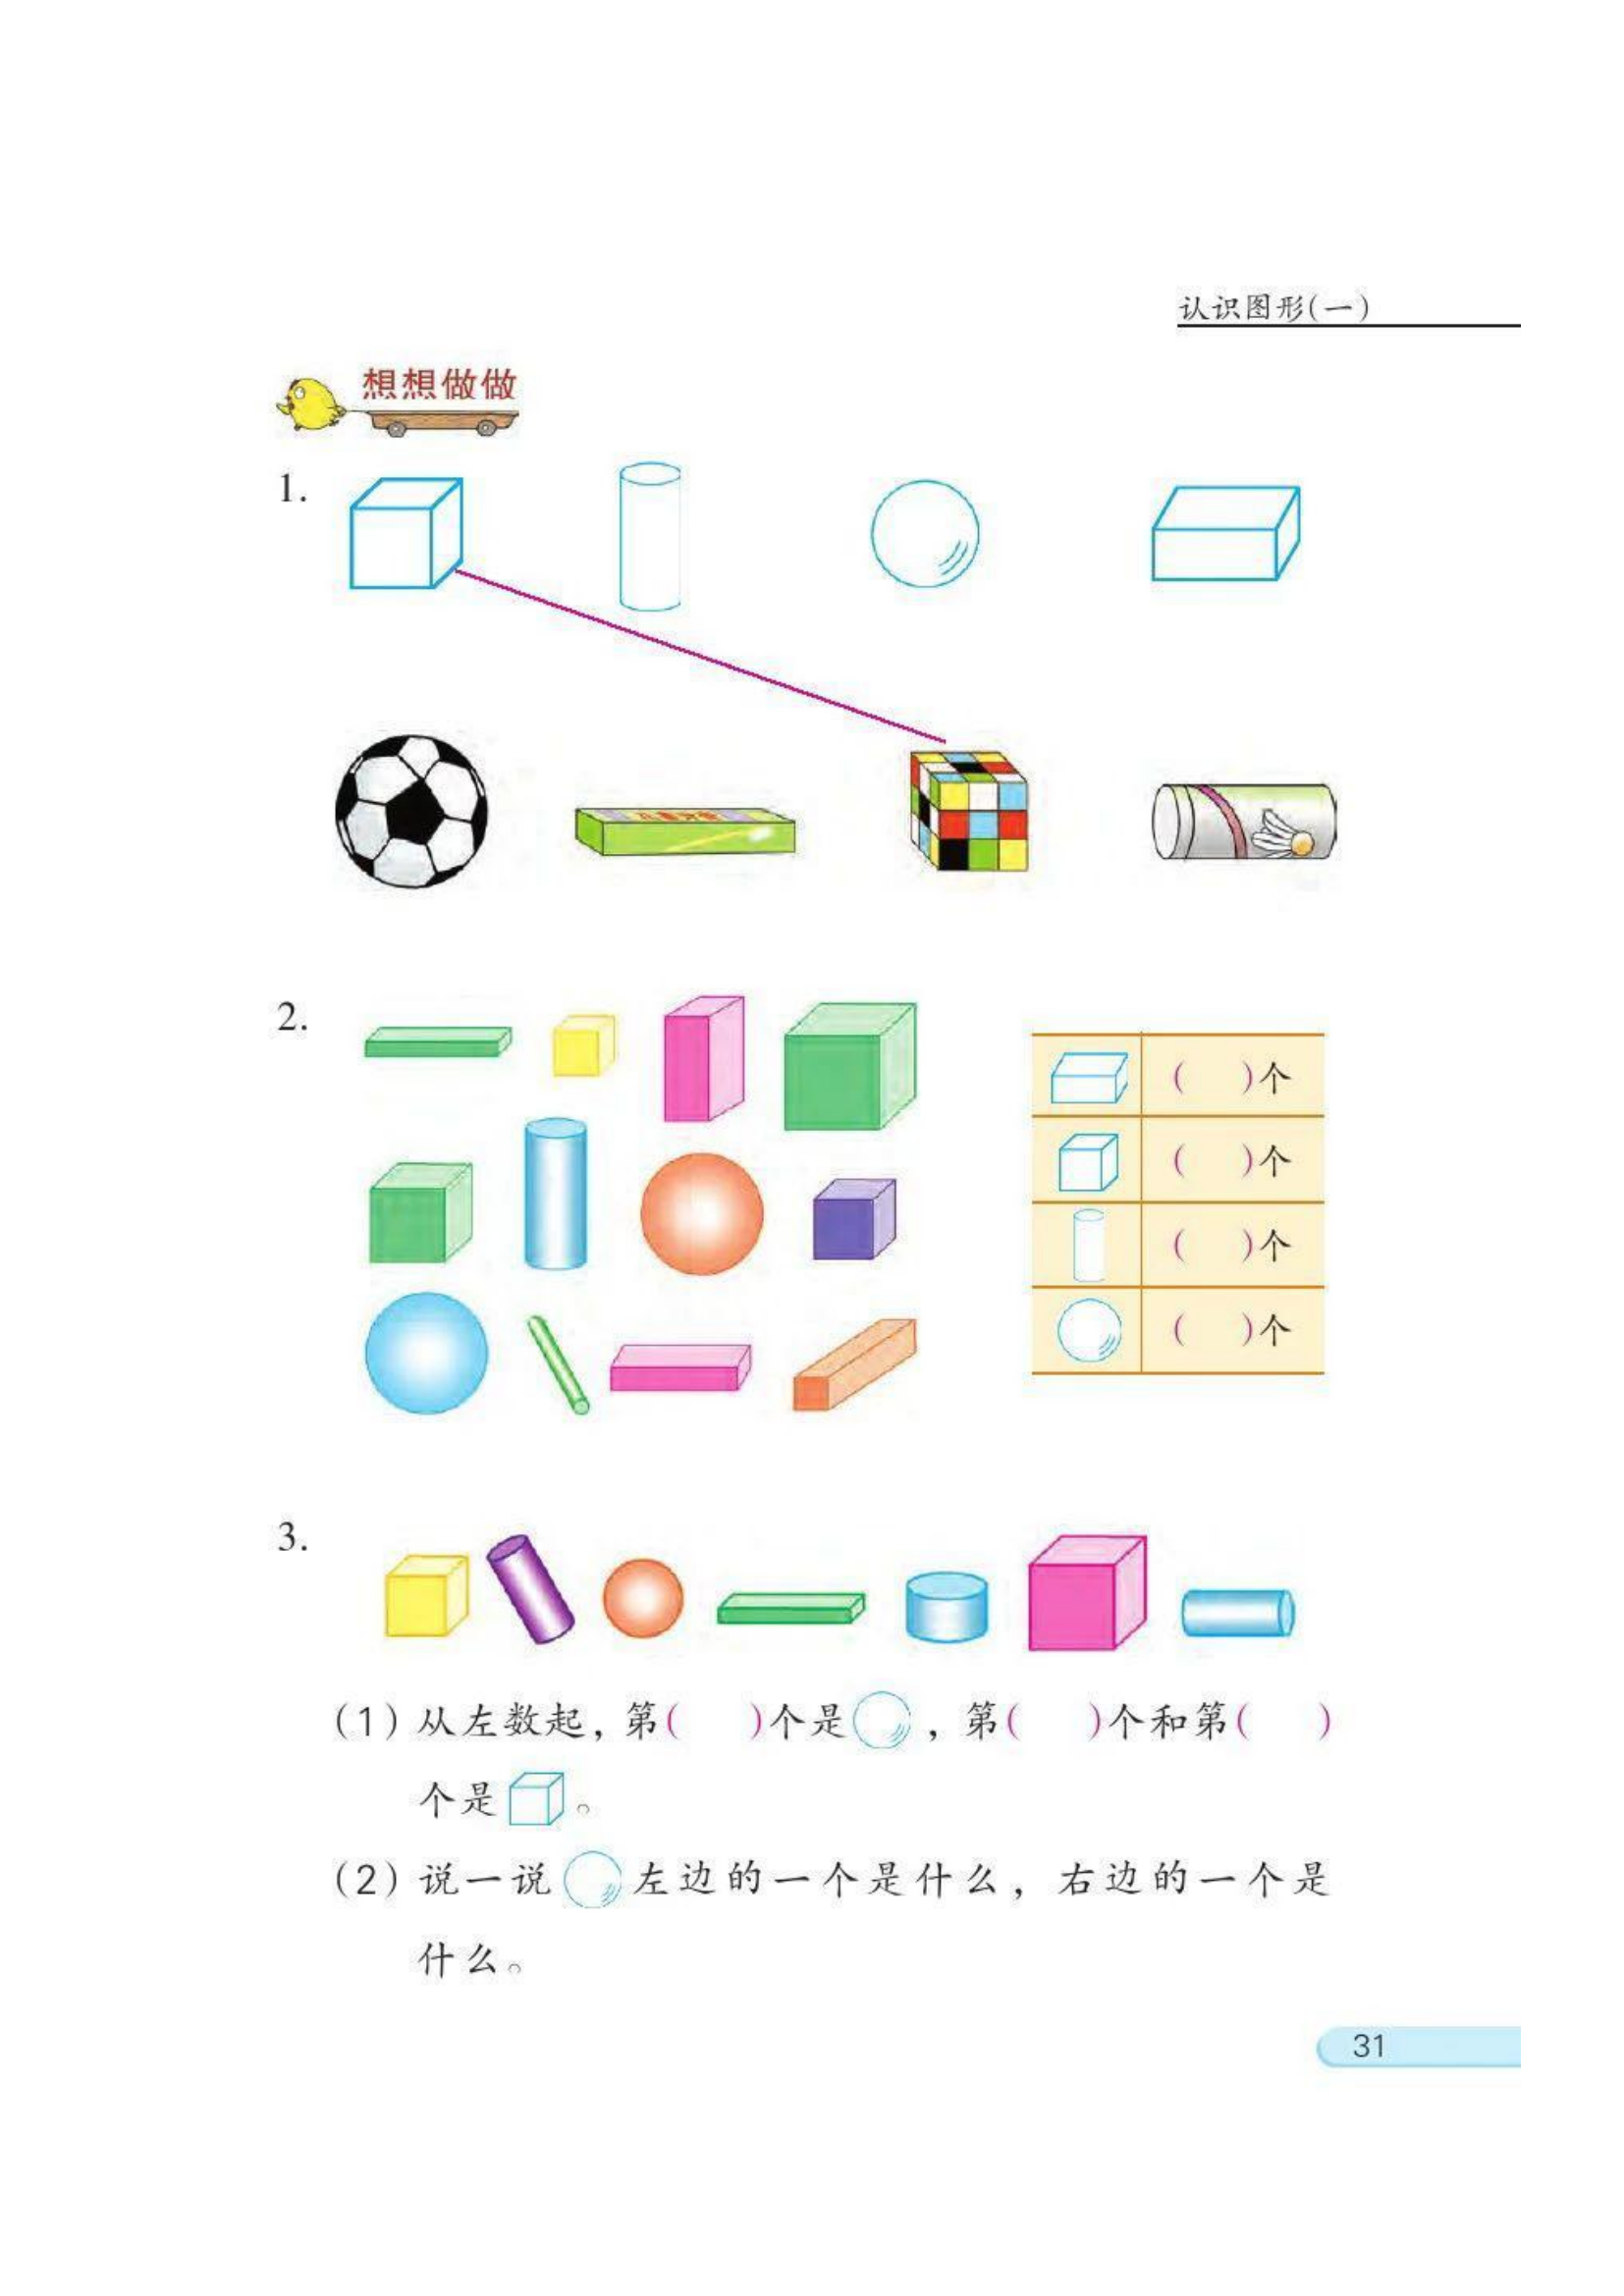 认识图形(一)
想想做做
1.
2.
( )个
( )个
( )个
( )个
3.
(1)从左数起，第( )个是 ，第( )个和第( )
个是 。
(2)说一说 左边的一个是什么，右边的一个是
什么。
31